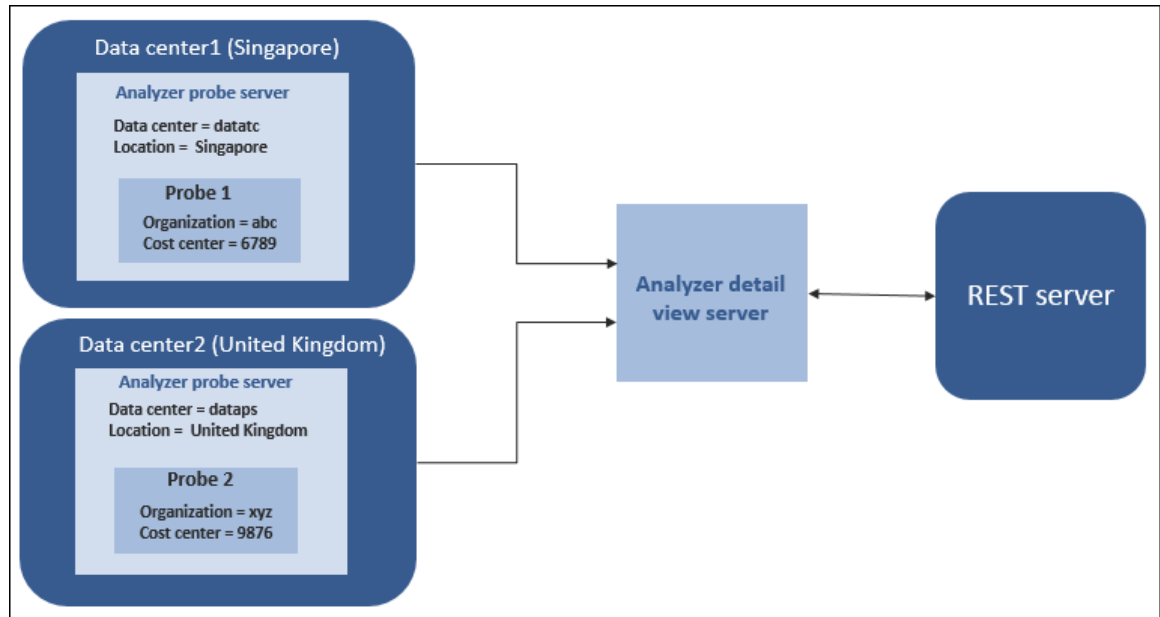 Data center1 (Singapore)
Analyzer probe server
Data center = datatc
Location = Singapore
Probe 1
Organization = abc
Cost center = 6789
Data center2 (United Kingdom)
Analyzer probe server
Data center = dataps
Location = United Kingdom
Probe 2
Organization = xyz
Cost center = 9876
Analyzer detail
view server
REST server